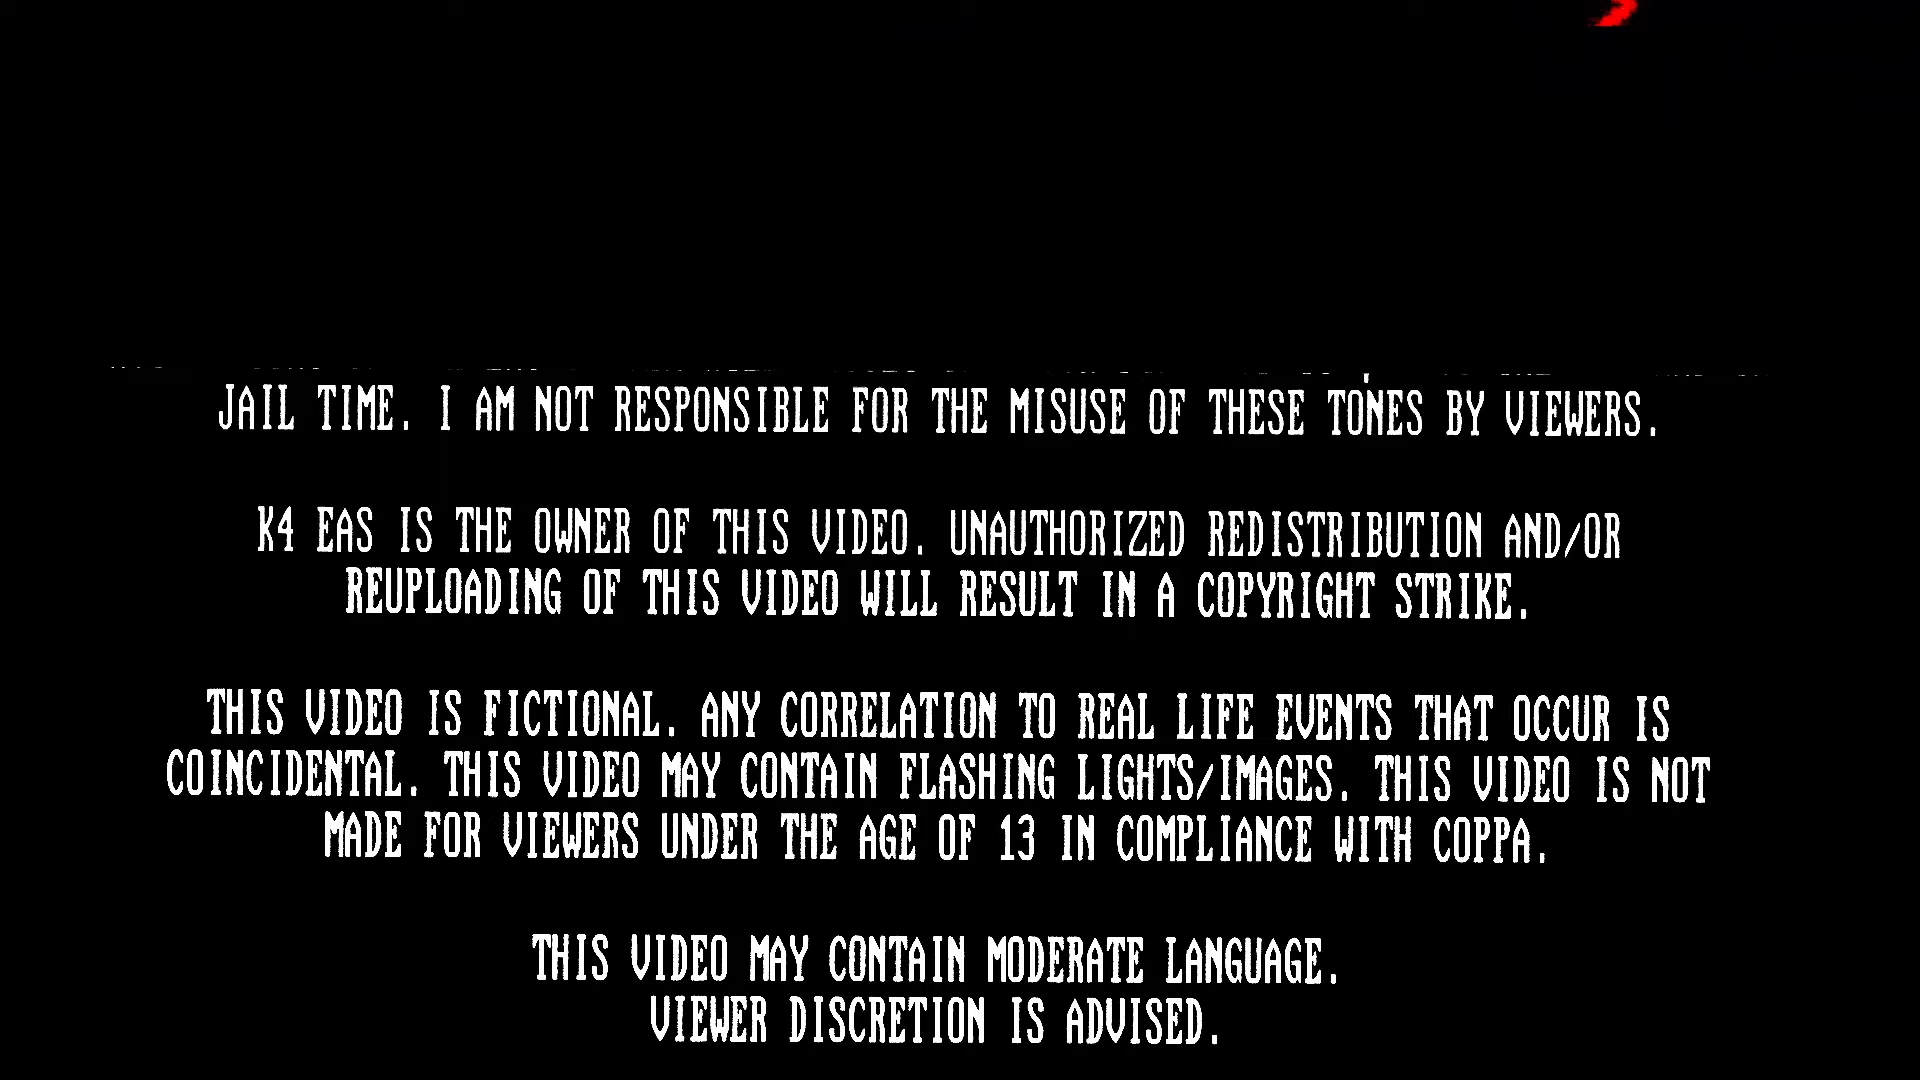 JAIL TIME. I AM NOT RESPONSIBLE FOR THE MISUSE OF THESE TONES BY VIEWERS.
K4 EAS IS THE OWNER OF THIS VIDEO. UNAUTHORIZED REDISTRIBUTION AND/OR
REUPLOADING OF THIS VIDEO WILL RESULT IN A COPYRIGHT STRIKE.
THIS VIDEO IS FICTIONAL. ANY CORRELATION TO REAL LIFE EVENTS THAT OCCUR IS
COINCIDENTAL. THIS VIDEO MAY CONTAIN FLASHING LIGHTS/IMAGES. THIS VIDEO IS NOT
MADE FOR VIEWERS UNDER THE AGE OF 13 IN COMPLIANCE WITH COPPA.
THIS VIDEO MAY CONTAIN MODERATE LANGUAGE.
VIEWER DISCRETION IS ADVISED.